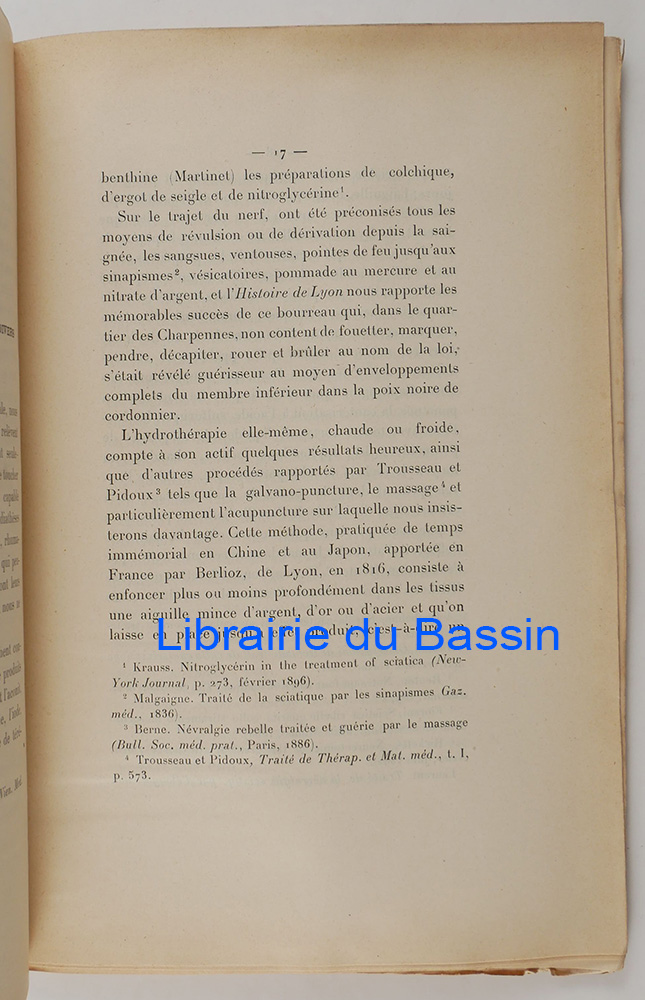 — 17 —
benthine (Martinet) les préparations de colchique,
d'ergot de seigle et de nitroglycérine¹.
Sur le trajet du nerf, ont été préconisés tous les
moyens de révulsion ou de dérivation depuis la sai-
gnée, les sangsues, ventouses, pointes de feu jusqu'aux
sinapismes², vésicatoires, pommade au mercure et au
nitrate d'argent, et l'Histoire de Lyon nous rapporte les
mémorables succès de ce bourreau qui, dans le quar-
tier des Charpennes, non content de fouetter, marquer,
pendre, décapiter, rouer et brûler au nom de la loi,
s'était révélé guérisseur au moyen d'enveloppements
complets du membre inférieur dans la poix noire de
cordonnier.
L'hydrothérapie elle-même, chaude ou froide,
compte à son actif quelques résultats heureux, ainsi
que d'autres procédés rapportés par Trousseau et
Pidoux³ tels que la galvano-puncture, le massage⁴ et
particulièrement l'acupuncture sur laquelle nous insis-
terons davantage. Cette méthode, pratiquée de temps
immémorial en Chine et au Japon, apportée en
France par Berlioz, de Lyon, en 1816, consiste à
enfoncer plus ou moins profondément dans les tissus
une aiguille mince d'argent, d'or ou d'acier et qu'on
laisse en place jusqu'à effet produit, c'est-à-dire un
Librairie du Bassin
¹ Krauss. Nitroglycérin in the treatment of sciatica (New-
York Journal, p. 273, février 1896).
² Malgaigne. Traité de la sciatique par les sinapismes Gaz.
méd., 1836).
³ Berne. Névralgie rebelle traitée et guérie par le massage
(Bull. Soc. méd. prat., Paris, 1886).
⁴ Trousseau et Pidoux, Traité de Thérap. et Mat. méd., t. I,
p. 573.